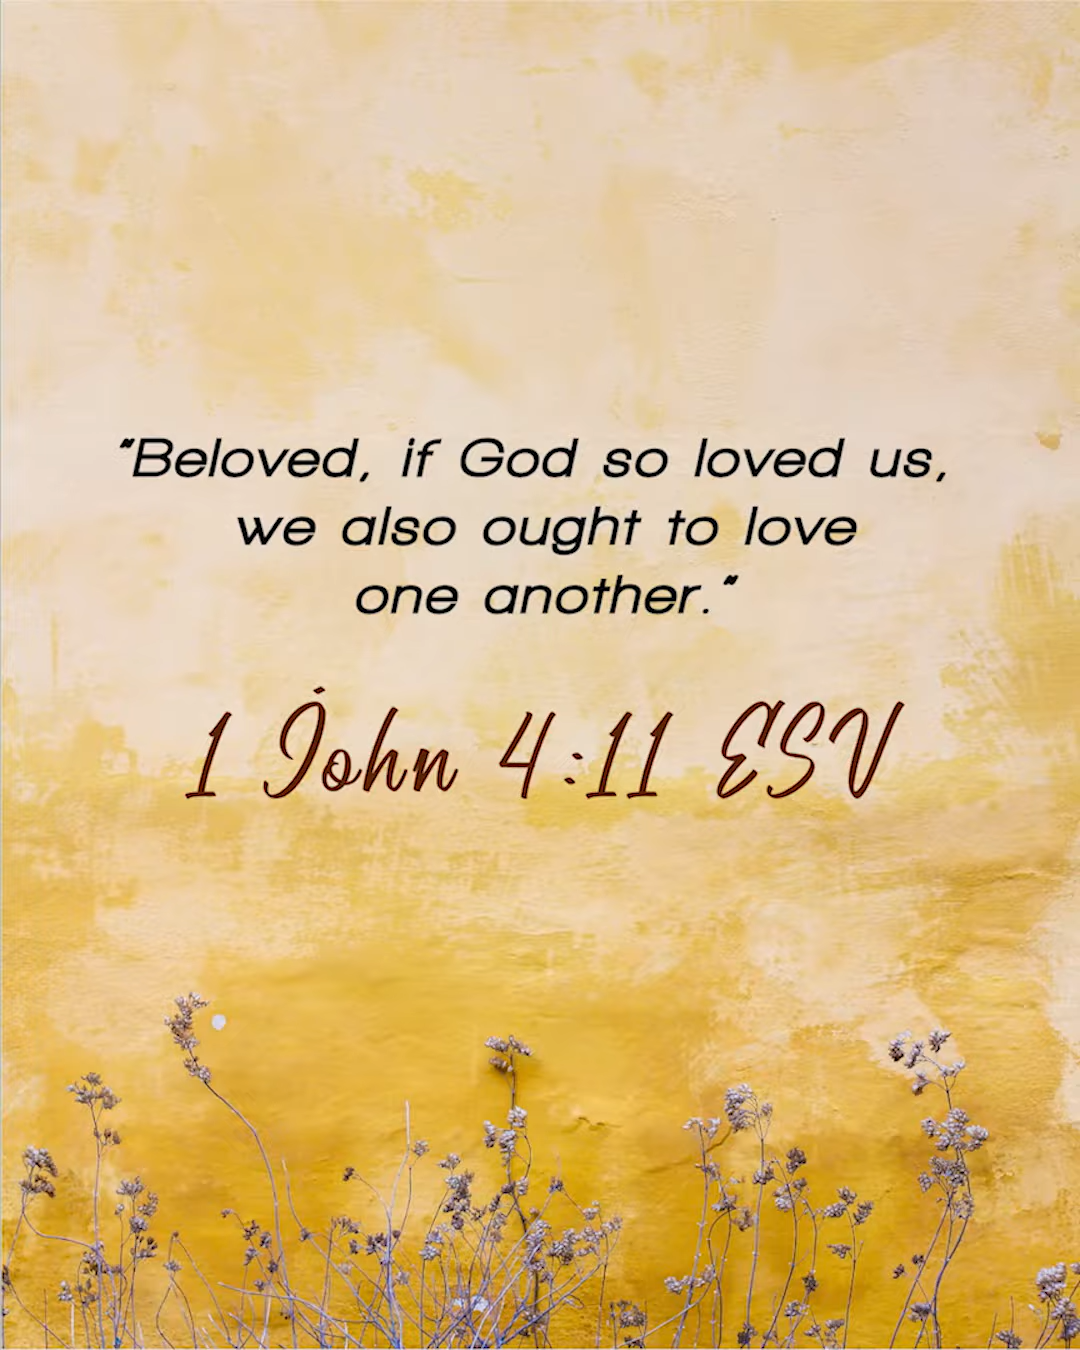 "Beloved, if God so loved us,
we also ought to love
one another."
1 John 4:11 ESV